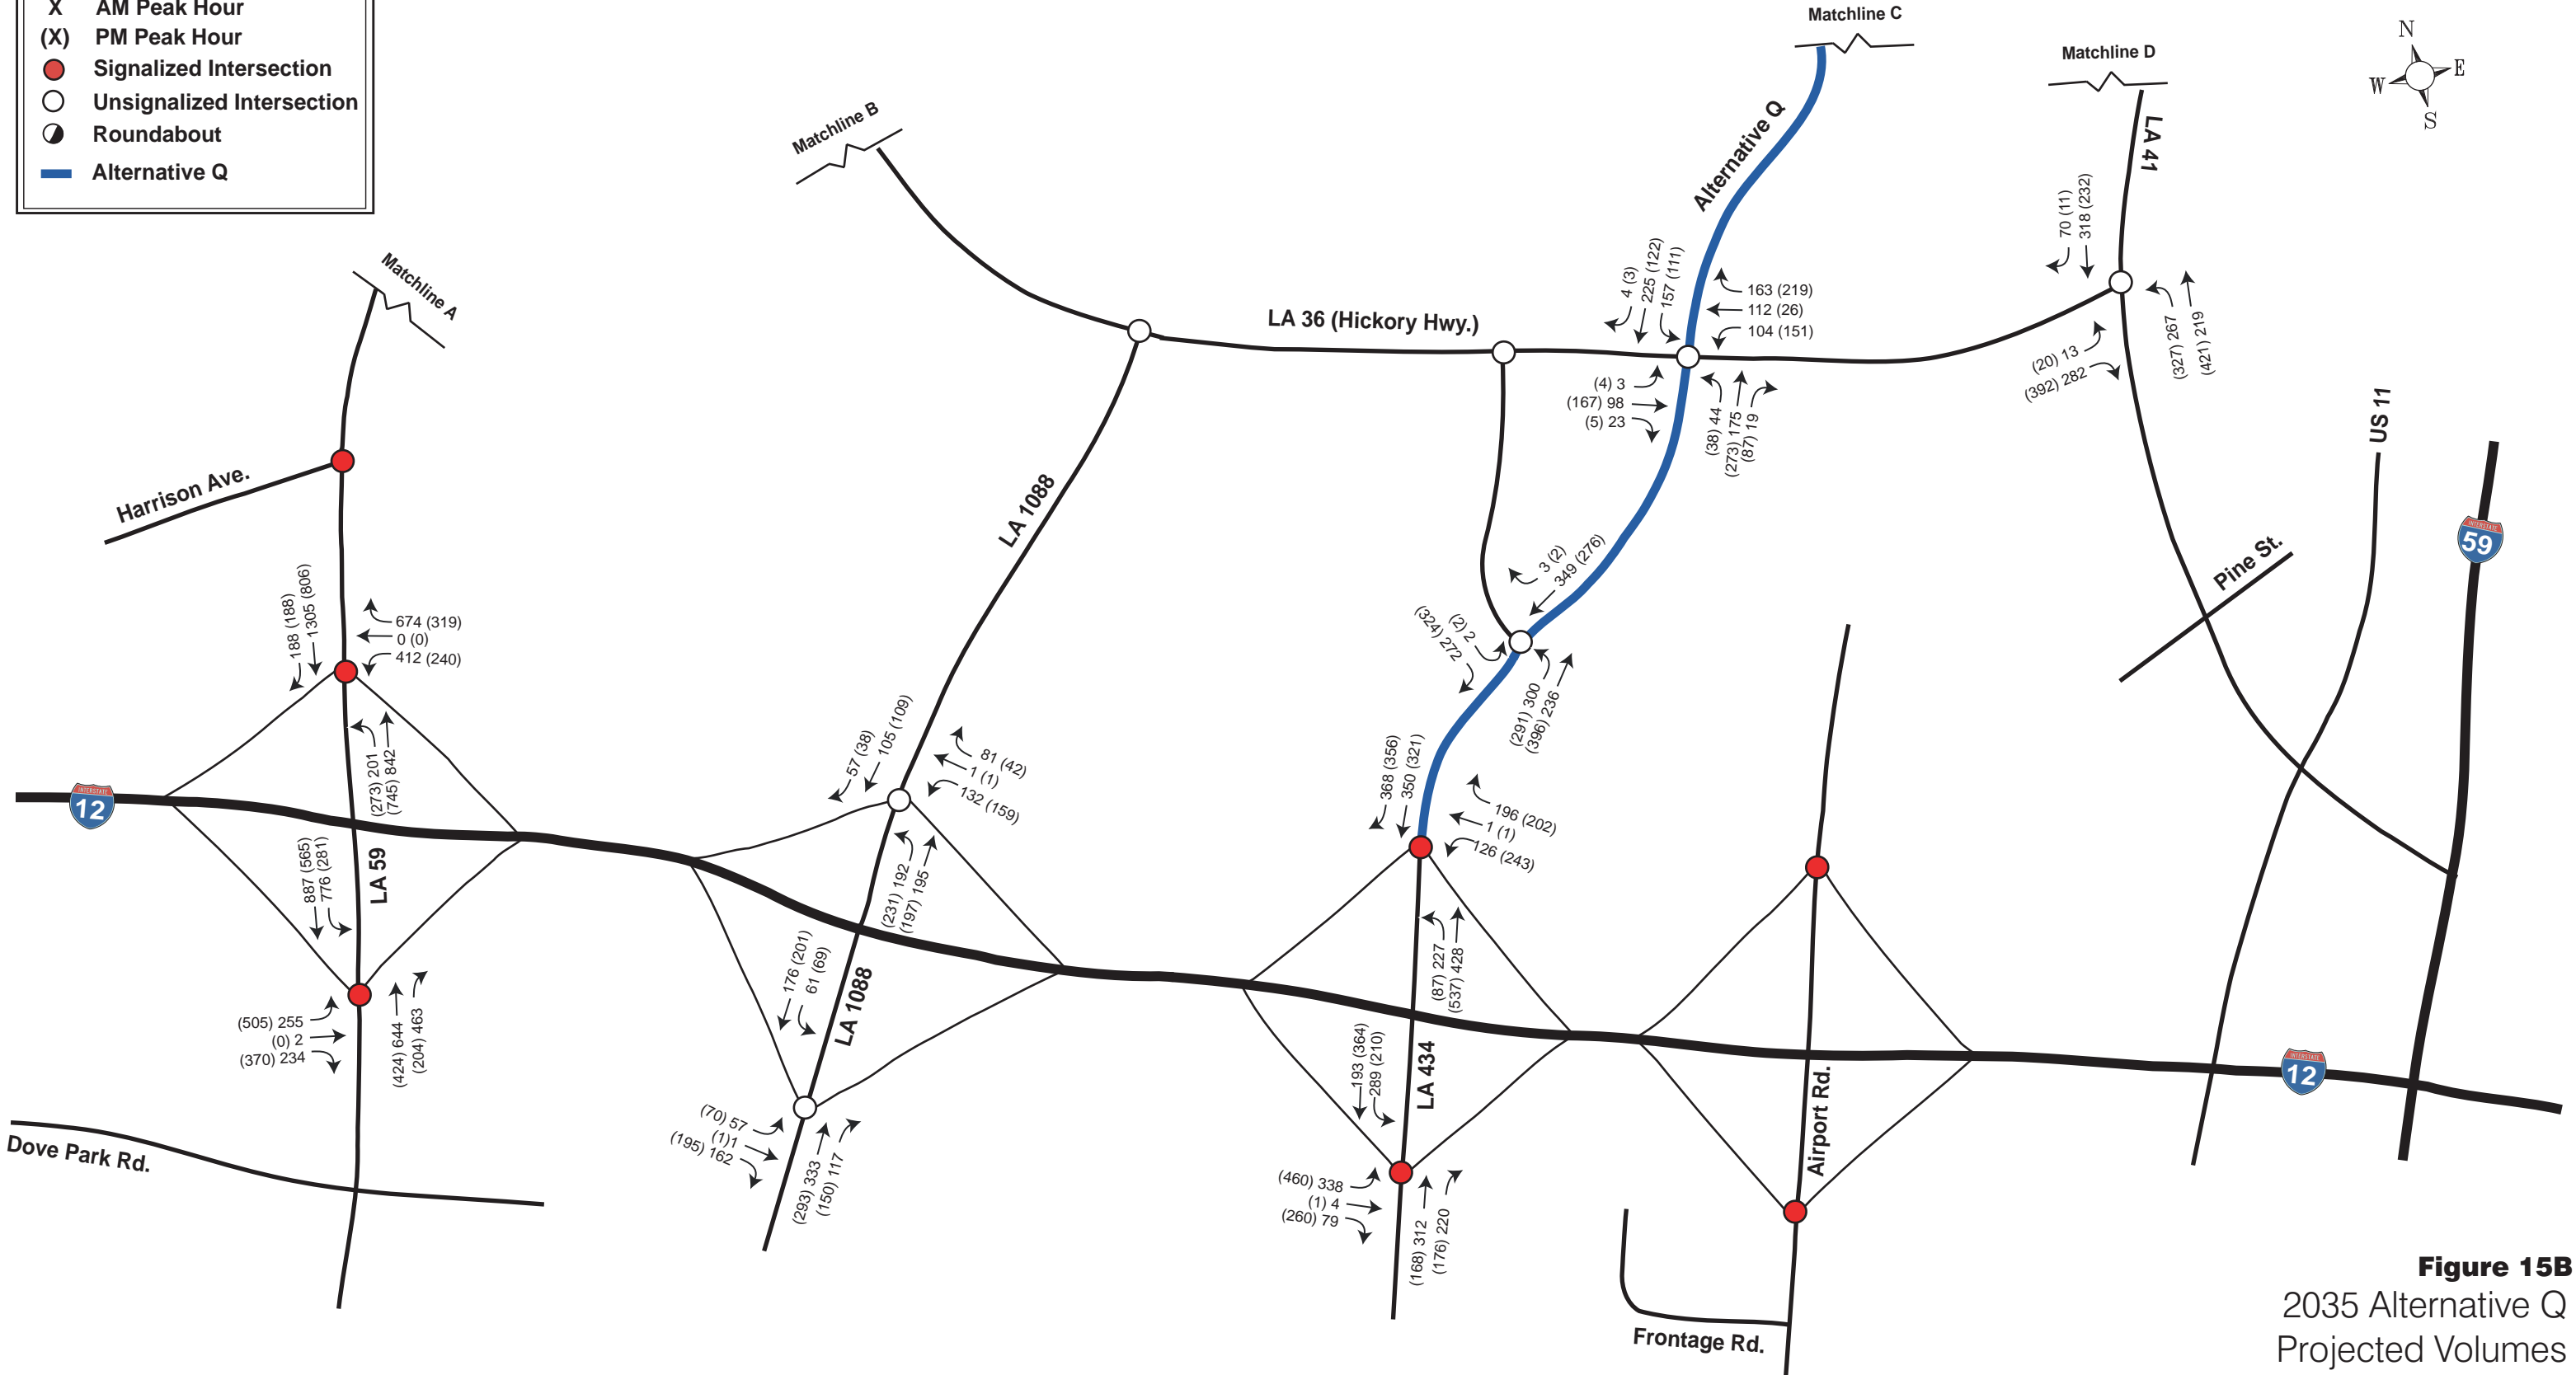 X AM Peak Hour
(X) PM Peak Hour
Signalized Intersection
Unsignalized Intersection
Roundabout
Alternative Q
Matchline C
Matchline D
N
W E
S
Matchline B
Alternative Q
LA 41
70 (11)
318 (232)
Matchline A
4 (3)
225 (122)
157 (111)
163 (219)
112 (26)
104 (151)
LA 36 (Hickory Hwy.)
(20) 13
(392) 282
(327) 267
(421) 219
(4) 3
(167) 98
(5) 23
(38) 44
(273) 175
(87) 19
US 11
Harrison Ave.
LA 1088
INTERSTATE
59
Pine St.
3 (2)
349 (276)
(2) 2
(324) 272
(291) 300
(396) 236
188 (188)
1305 (806)
674 (319)
0 (0)
412 (240)
(273) 201
(745) 842
57 (38)
105 (109)
81 (42)
1 (1)
132 (159)
368 (356)
350 (321)
196 (202)
1 (1)
126 (243)
INTERSTATE
12
887 (565)
776 (281)
LA 59
(231) 192
(197) 195
176 (201)
61 (69)
LA 1088
(87) 227
(537) 428
193 (364)
289 (210)
LA 434
Airport Rd.
INTERSTATE
12
(505) 255
(0) 2
(370) 234
(424) 644
(204) 463
(70) 57
(1)1
(195) 162
(293) 333
(150) 117
(460) 338
(1) 4
(260) 79
(168) 312
(176) 220
Dove Park Rd.
Frontage Rd.
Figure 15B
2035 Alternative Q
Projected Volumes